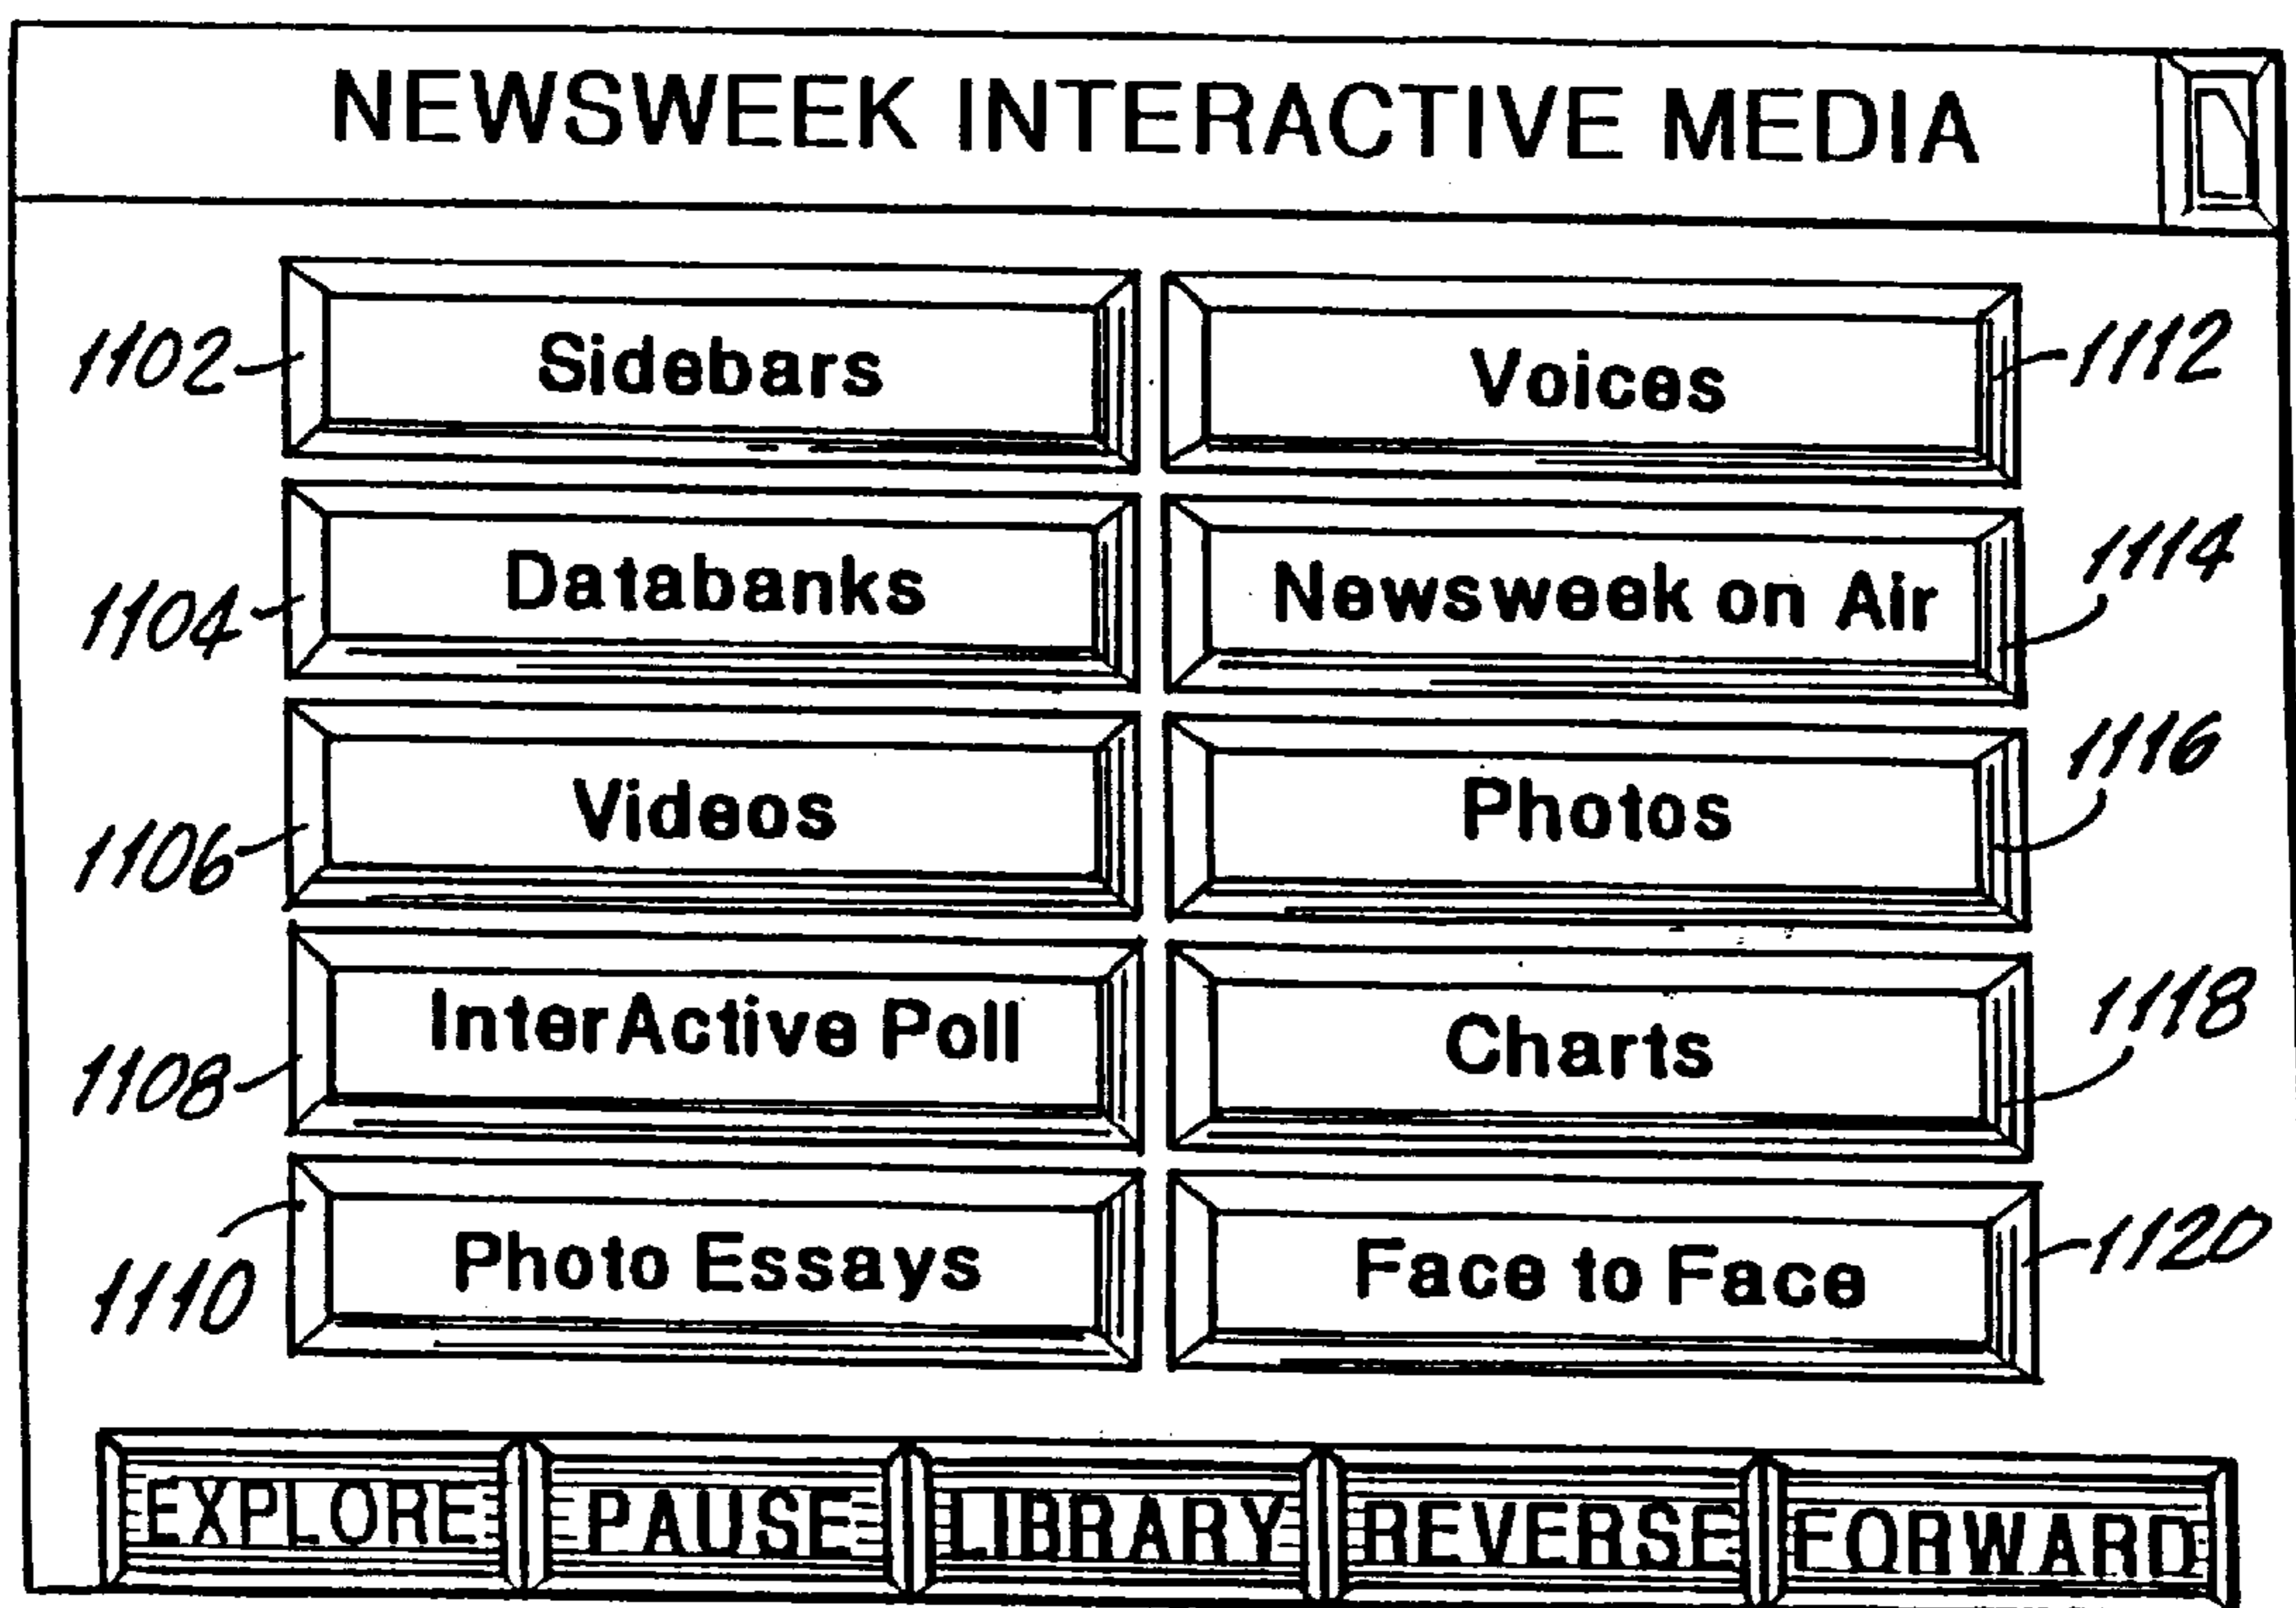 NEWSWEEK INTERACTIVE MEDIA
1102 Sidebars Voices 1112
1104 Databanks Newsweek on Air 1114
1106 Videos Photos 1116
1108 InterActive Poll Charts 1118
1110 Photo Essays Face to Face 1120
EXPLORE PAUSE LIBRARY REVERSE FORWARD